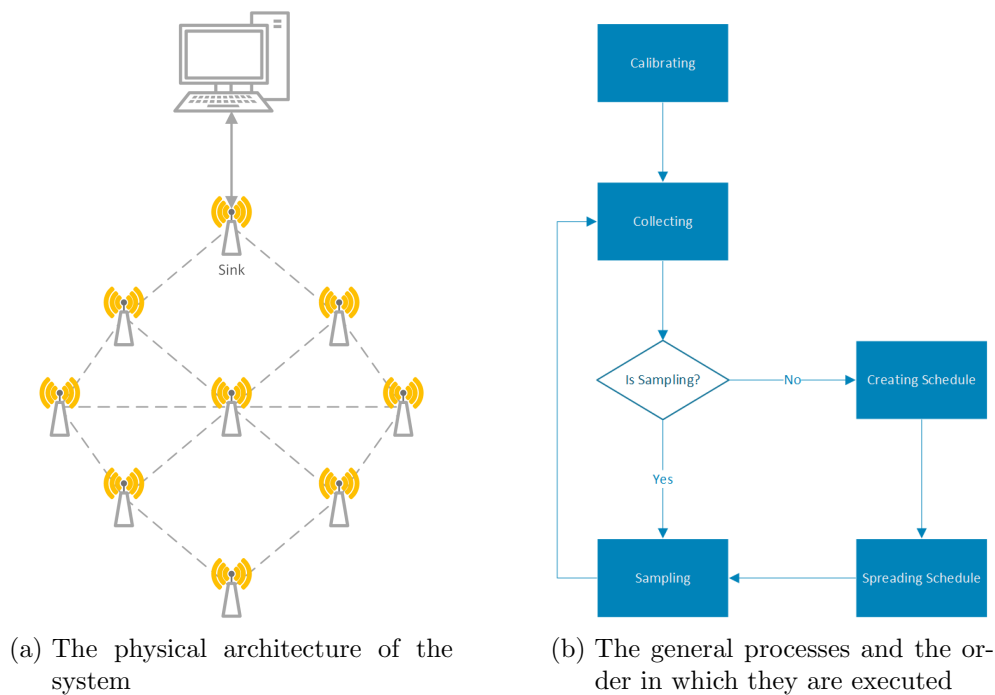 Sink
(a) The physical architecture of the
system
Calibrating
Collecting
Is Sampling?
No
Creating Schedule
Yes
Sampling
Spreading Schedule
(b) The general processes and the or-
der in which they are executed